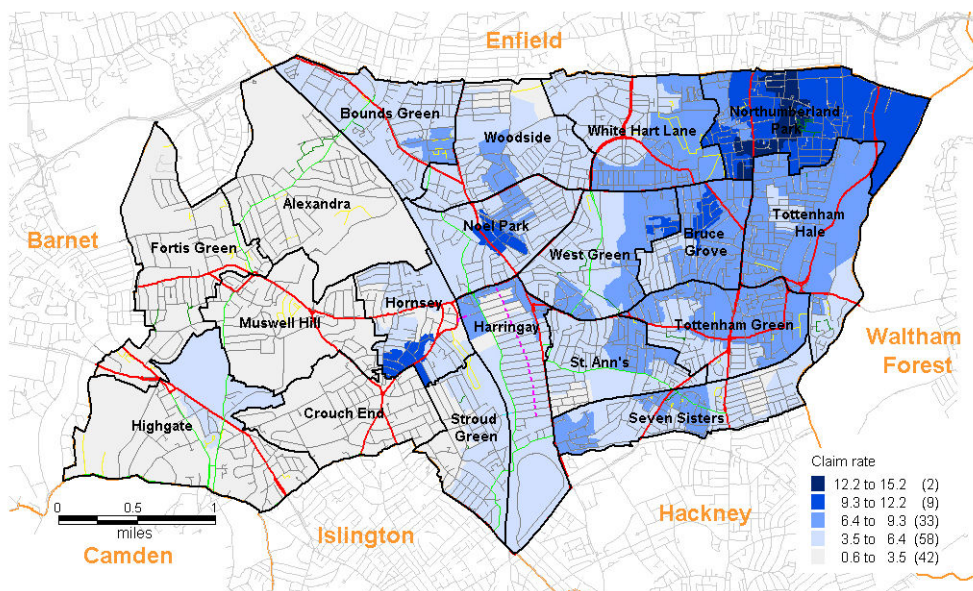 Enfield
Bounds Green
Woodside
White Hart Lane
Northumberland
Park
Alexandra
Noel Park
Tottenham
Hale
Barnet
Fortis Green
West Green
Bruce
Grove
Hornsey
Muswell Hill
Harringay
Tottenham Green
Waltham
Forest
St. Ann's
Crouch End
Stroud
Green
Seven Sisters
Highgate
0 0.5 1
miles
Camden
Islington
Hackney
Claim rate
12.2 to 15.2 (2)
9.3 to 12.2 (9)
6.4 to 9.3 (33)
3.5 to 6.4 (58)
0.6 to 3.5 (42)